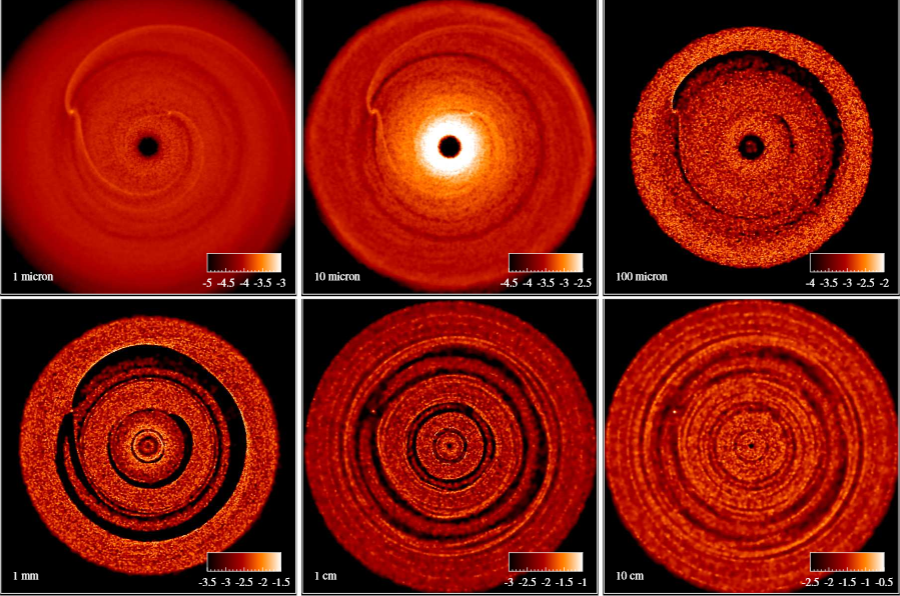 1 micron
-5 -4.5 -4 -3.5 -3
10 micron
-4.5 -4 -3.5 -3 -2.5
100 micron
-4 -3.5 -3 -2.5 -2
1 mm
-3.5 -3 -2.5 -2 -1.5
1 cm
-3 -2.5 -2 -1.5 -1
10 cm
-2.5 -2 -1.5 -1 -0.5